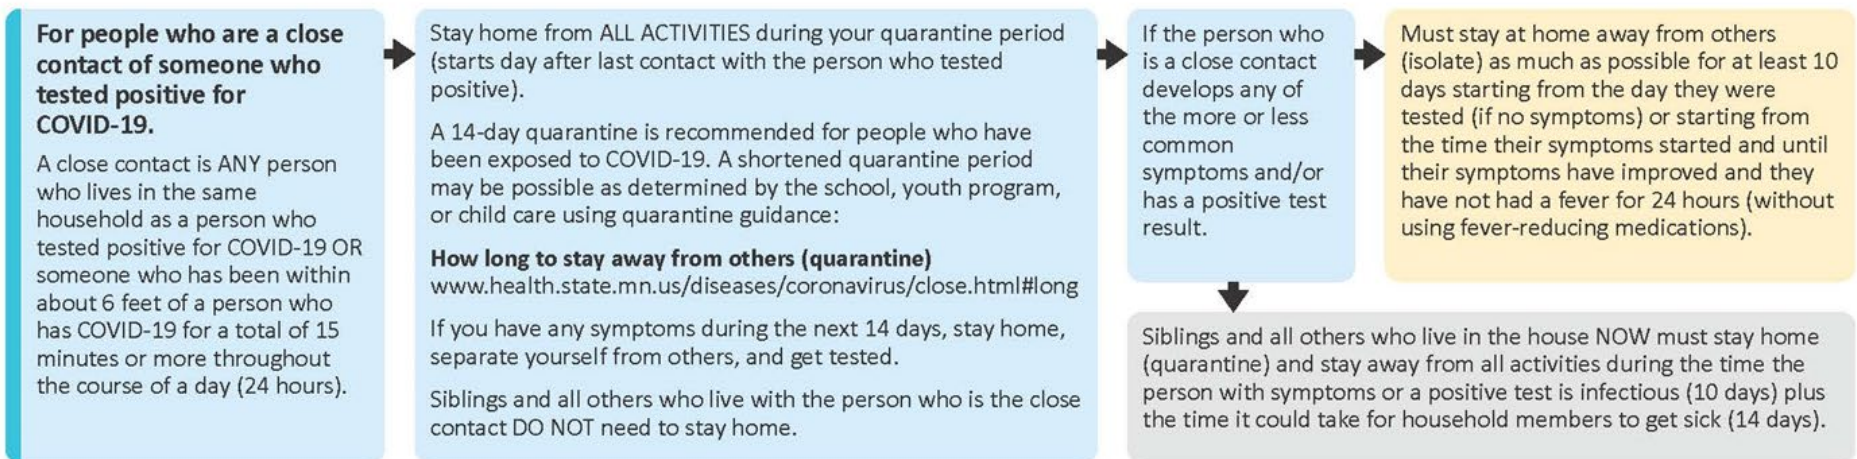 For people who are a close
contact of someone who
tested positive for
COVID-19.
A close contact is ANY person
who lives in the same
household as a person who
tested positive for COVID-19 OR
someone who has been within
about 6 feet of a person who
has COVID-19 for a total of 15
minutes or more throughout
the course of a day (24 hours).
Stay home from ALL ACTIVITIES during your quarantine period
(starts day after last contact with the person who tested
positive).
A 14-day quarantine is recommended for people who have
been exposed to COVID-19. A shortened quarantine period
may be possible as determined by the school, youth program,
or child care using quarantine guidance:
How long to stay away from others (quarantine)
www.health.state.mn.us/diseases/coronavirus/close.html#long
If you have any symptoms during the next 14 days, stay home,
separate yourself from others, and get tested.
Siblings and all others who live with the person who is the close
contact DO NOT need to stay home.
If the person who
is a close contact
develops any of
the more or less
common
symptoms and/or
has a positive test
result.
Must stay at home away from others
(isolate) as much as possible for at least 10
days starting from the day they were
tested (if no symptoms) or starting from
the time their symptoms started and until
their symptoms have improved and they
have not had a fever for 24 hours (without
using fever-reducing medications).
Siblings and all others who live in the house NOW must stay home
(quarantine) and stay away from all activities during the time the
person with symptoms or a positive test is infectious (10 days) plus
the time it could take for household members to get sick (14 days).